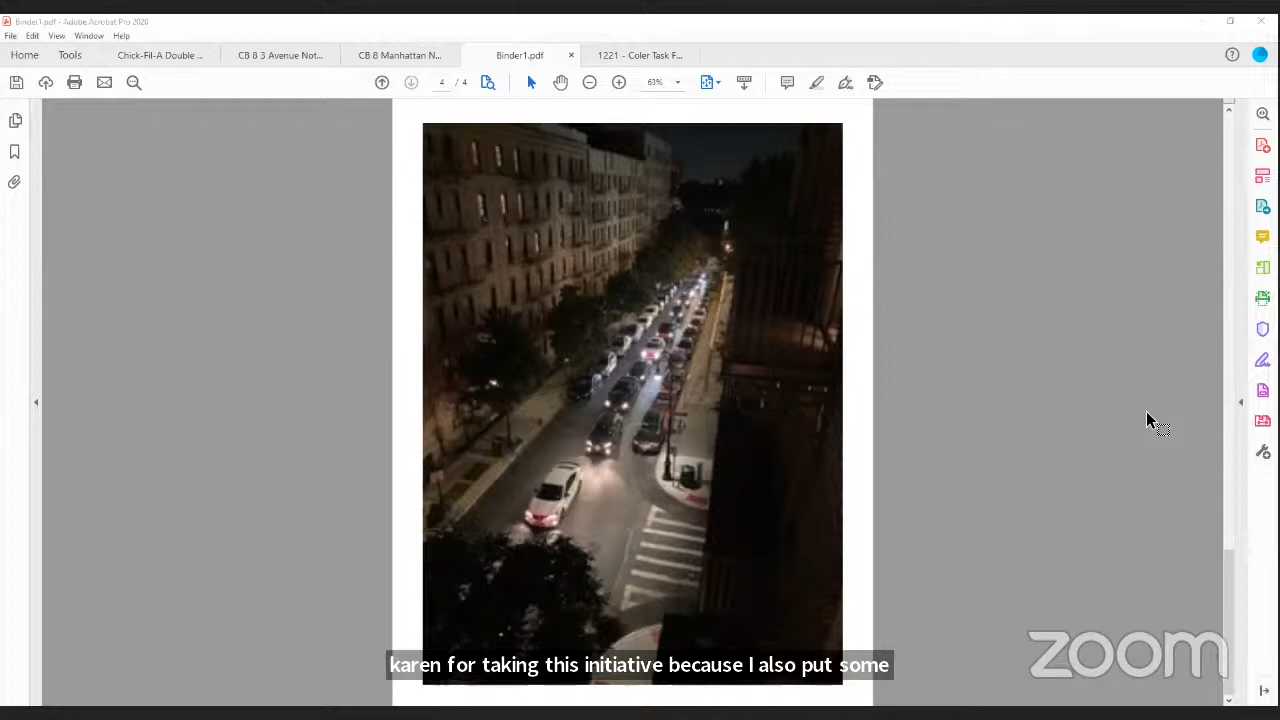 Binder1.pdf - Adobe Acrobat Pro 2020
File Edit View Window Help
Home Tools Chick-Fil-A Double ... CB 8 3 Avenue Not... CB 8 Manhattan N... Binder1.pdf × 1221 - Coler Task F...
4 / 4 63%
karen for taking this initiative because I also put some
zoom